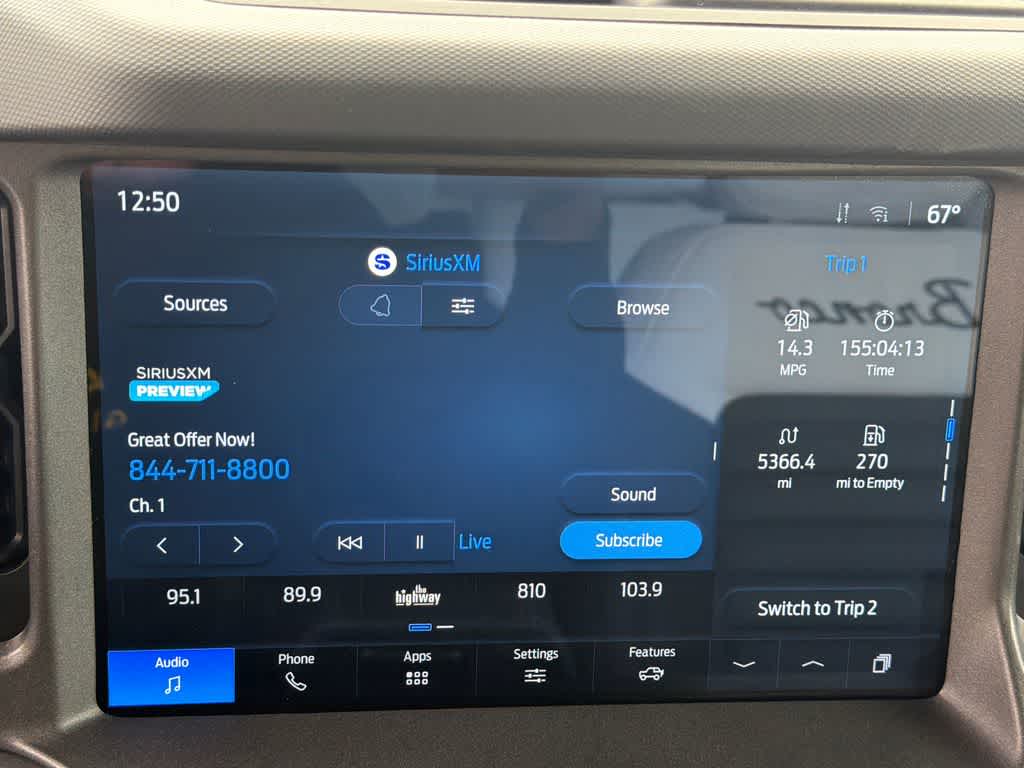 12:50
67°
SiriusXM
Trip 1
Sources
Browse
Bronco
14.3
MPG
155:04:13
Time
SIRIUSXM
PREVIEW
Great Offer Now!
844-711-8800
Ch. 1
5366.4
mi
270
mi to Empty
Sound
Live
Subscribe
95.1
89.9
the highway
810
103.9
Switch to Trip 2
Audio
Phone
Apps
Settings
Features